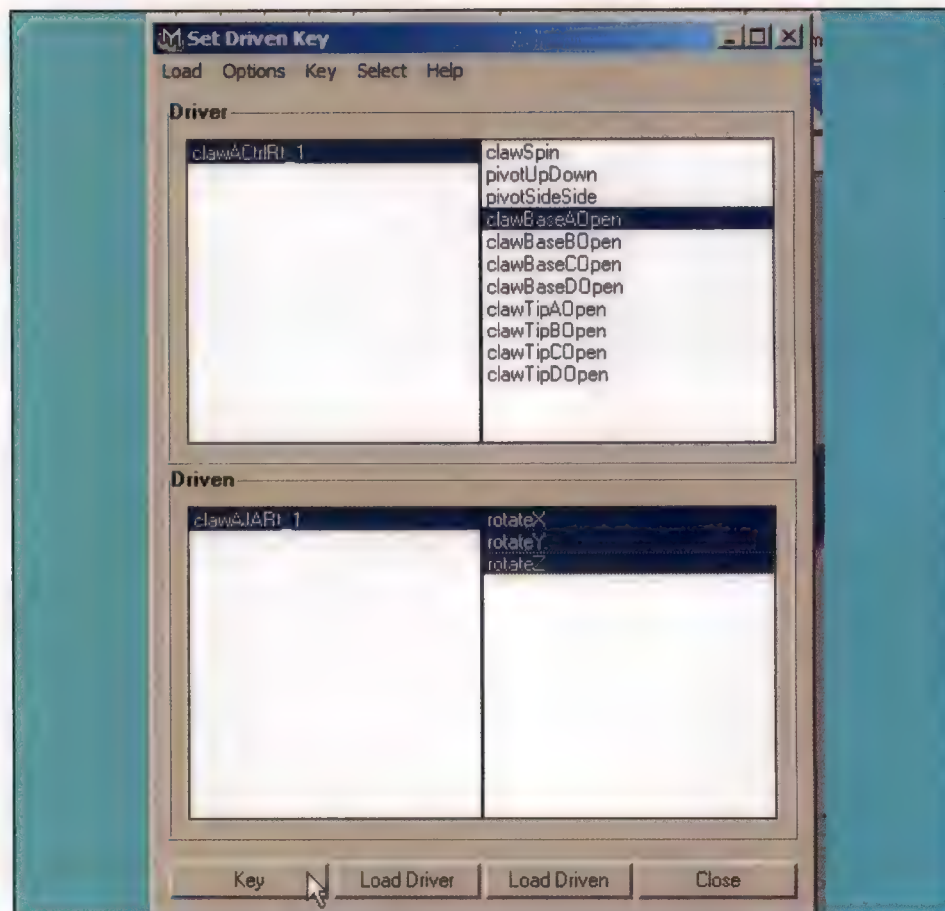 Set Driven Key
Load Options Key Select Help
Driver
clawACtrlRt_1
clawSpin
pivotUpDown
pivotSideSide
clawBaseAOpen
clawBaseBOpen
clawBaseCOpen
clawBaseDOpen
clawTipAOpen
clawTipBOpen
clawTipCOpen
clawTipDOpen
Driven
clawAJARt_1
rotateX
rotateY
rotateZ
Key Load Driver Load Driven Close